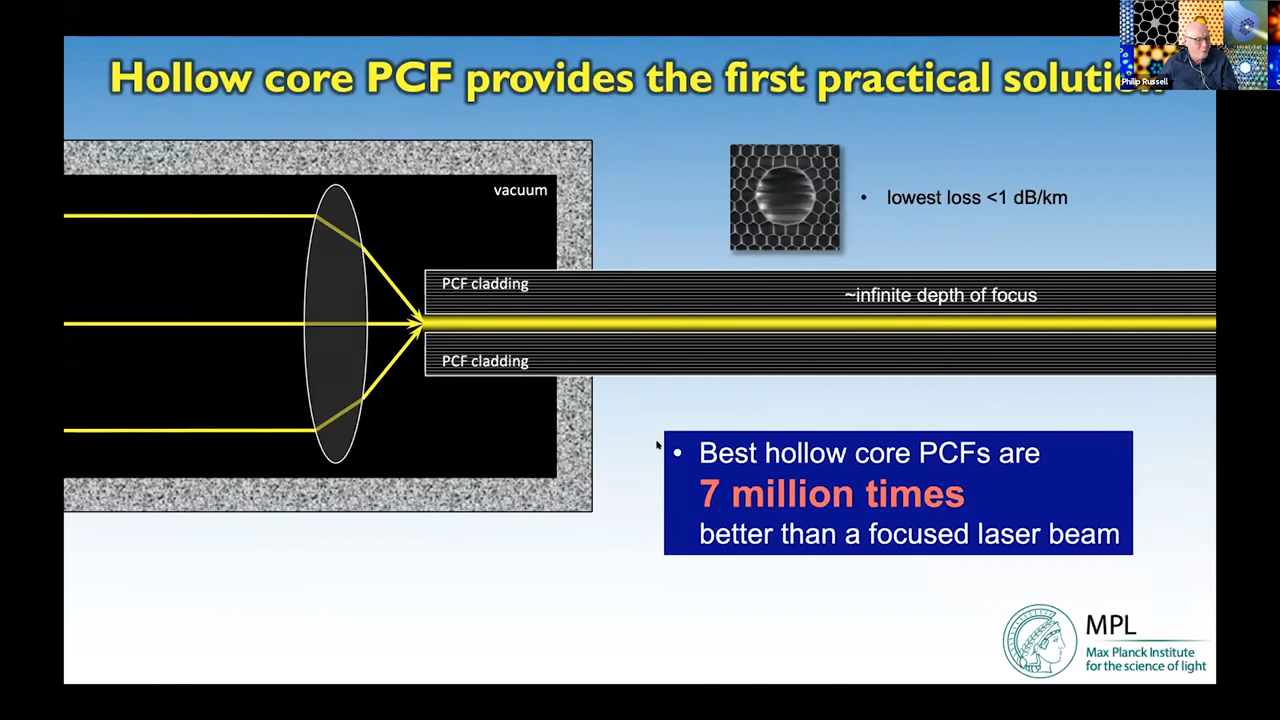 Hollow core PCF provides the first practical solution
Philip Russell
vacuum
• lowest loss <1 dB/km
PCF cladding
~infinite depth of focus
PCF cladding
• Best hollow core PCFs are
7 million times
better than a focused laser beam
MPL
Max Planck Institute
for the science of light